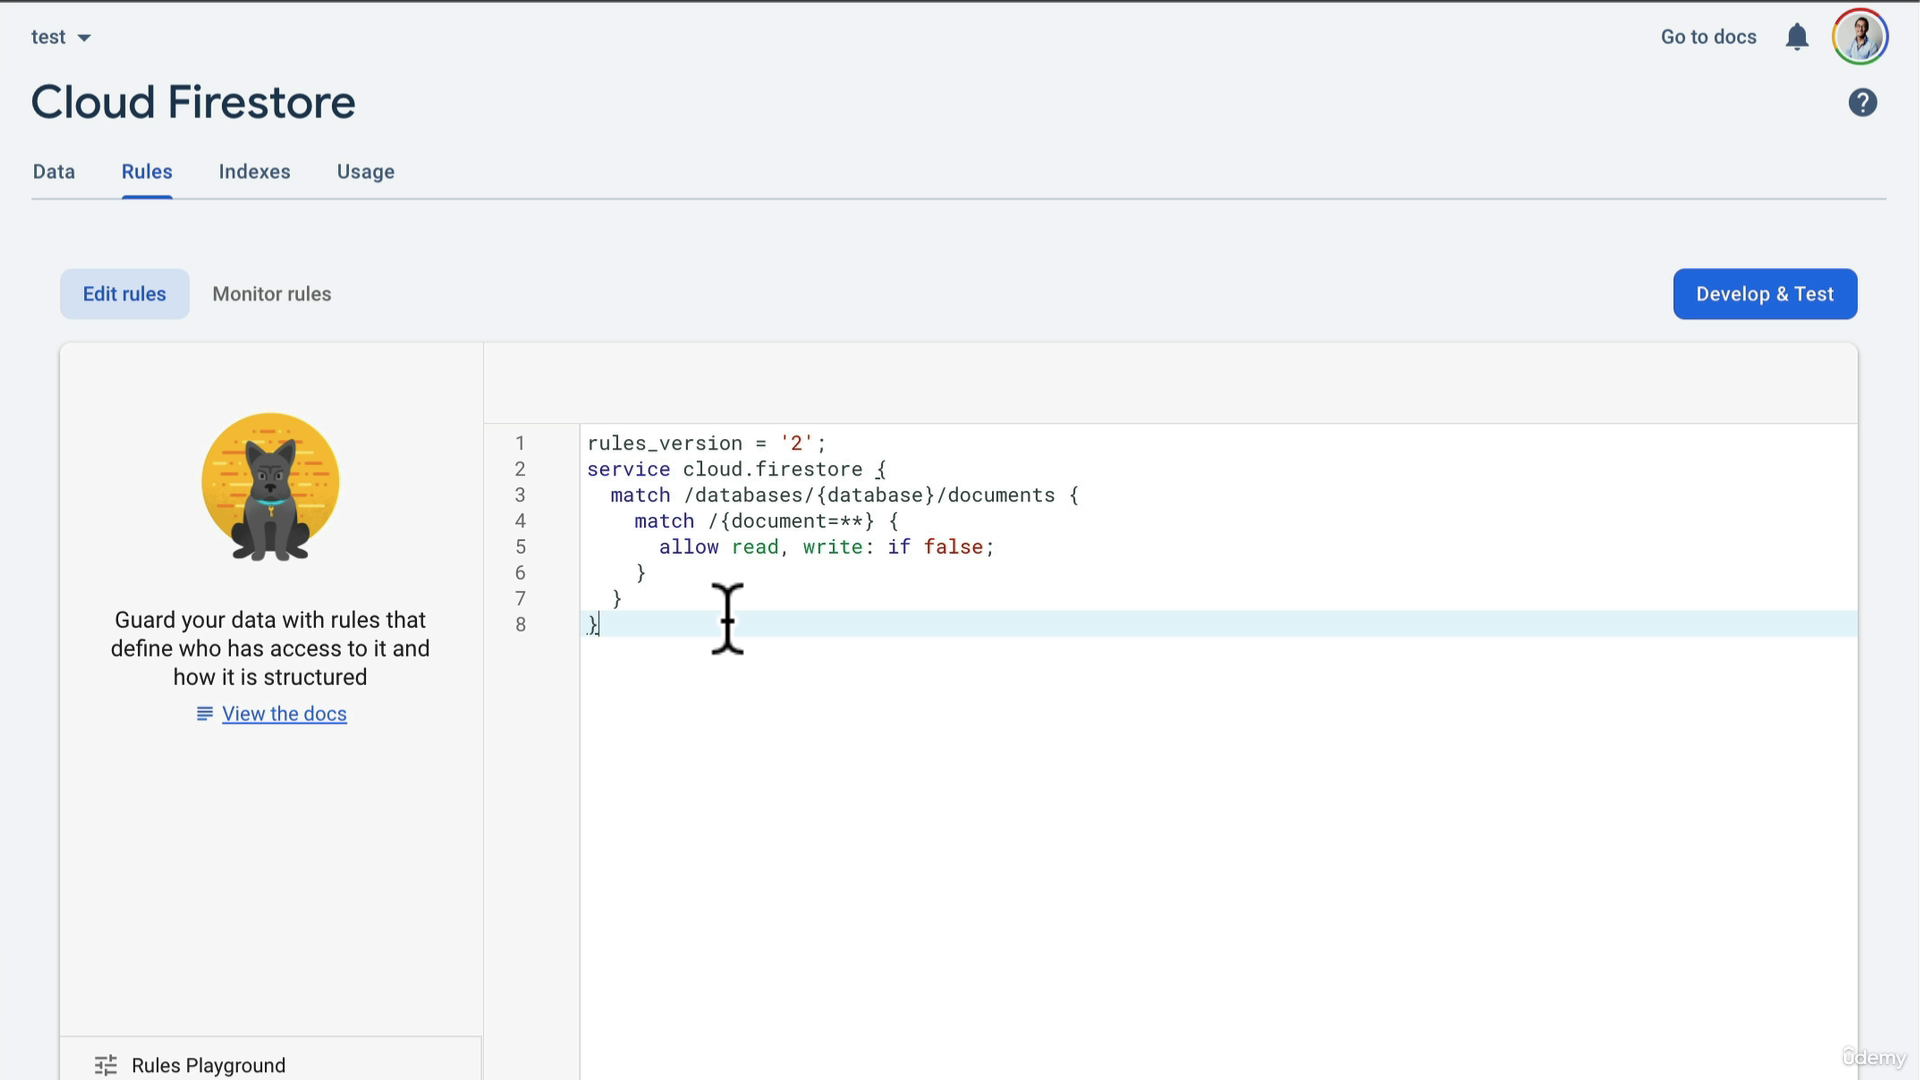 test
Go to docs
Cloud Firestore
?
Data
Rules
Indexes
Usage
Edit rules
Monitor rules
Develop & Test
Guard your data with rules that
define who has access to it and
how it is structured
View the docs
Rules Playground
1 rules_version = '2';
2 service cloud.firestore {
3 match /databases/{database}/documents {
4 match /{document=**} {
5 allow read, write: if false;
6 }
7 }
8 }
ûdemy